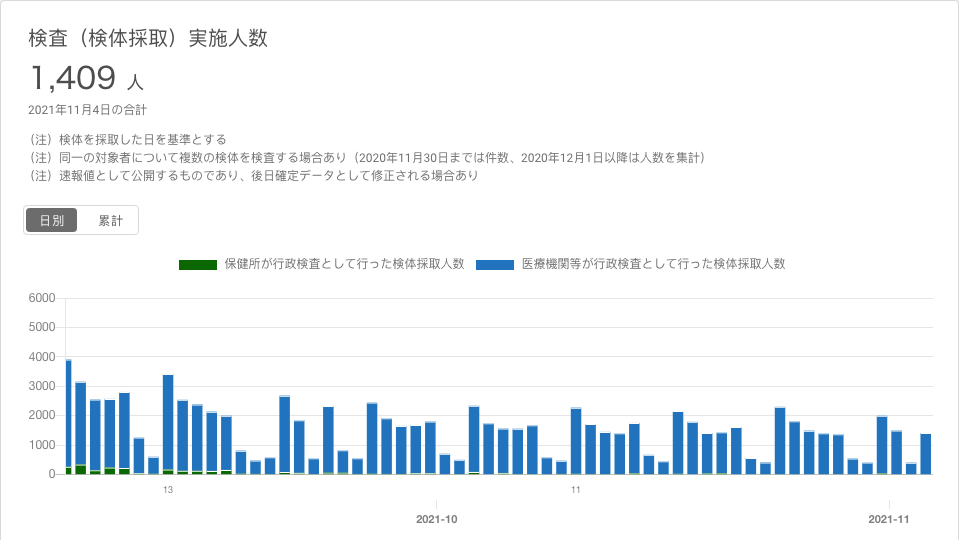 検査（検体採取）実施人数
1,409 人
2021年11月4日の合計
（注）検体を採取した日を基準とする
（注）同一の対象者について複数の検体を検査する場合あり（2020年11月30日までは件数、2020年12月1日以降は人数を集計）
（注）速報値として公開するものであり、後日確定データとして修正される場合あり
日別 累計
保健所が行政検査として行った検体採取人数 医療機関等が行政検査として行った検体採取人数
6000
5000
4000
3000
2000
1000
0
13 11
2021-10 2021-11